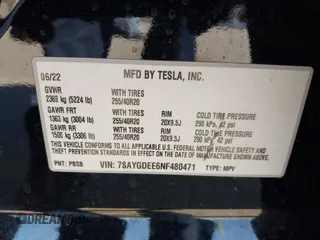 06/22
MFD BY TESLA, INC.
GVWR
2365 kg (5224 lb)
WITH TIRES
255/40R20
GAWR FRT
1363 kg (3004 lb)
WITH TIRES
255/40R20
RIM
20X9.5J
COLD TIRE PRESSURE
290 kPa, 42 psi
GAWR RR
1500 kg (3306 lb)
WITH TIRES
255/40R20
RIM
20X9.5J
COLD TIRE PRESSURE
290 kPa, 42 psi
THIS VEHICLE CONFORMS TO ALL APPLICABLE U.S. FEDERAL MOTOR VEHICLE SAFETY
AND THEFT PREVENTION STANDARDS IN EFFECT ON THE DATE OF MANUFACTURE SHOWN ABOVE.
PNT: PBSB
VIN: 7SAYGDEE6NF480471
TYPE: MPV
DREAMBID